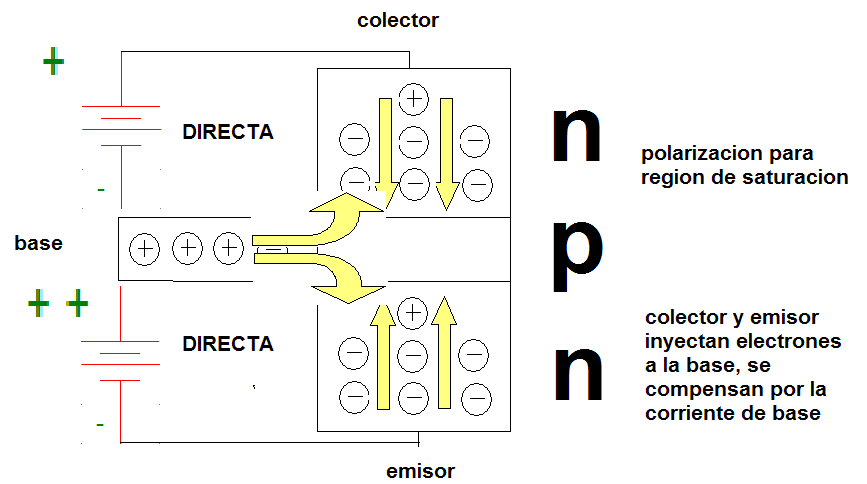 colector
+
DIRECTA
n
polarizacion para
region de saturacion
-
base
p
+ +
DIRECTA
n
colector y emisor
inyectan electrones
a la base, se
compensan por la
corriente de base
-
emisor